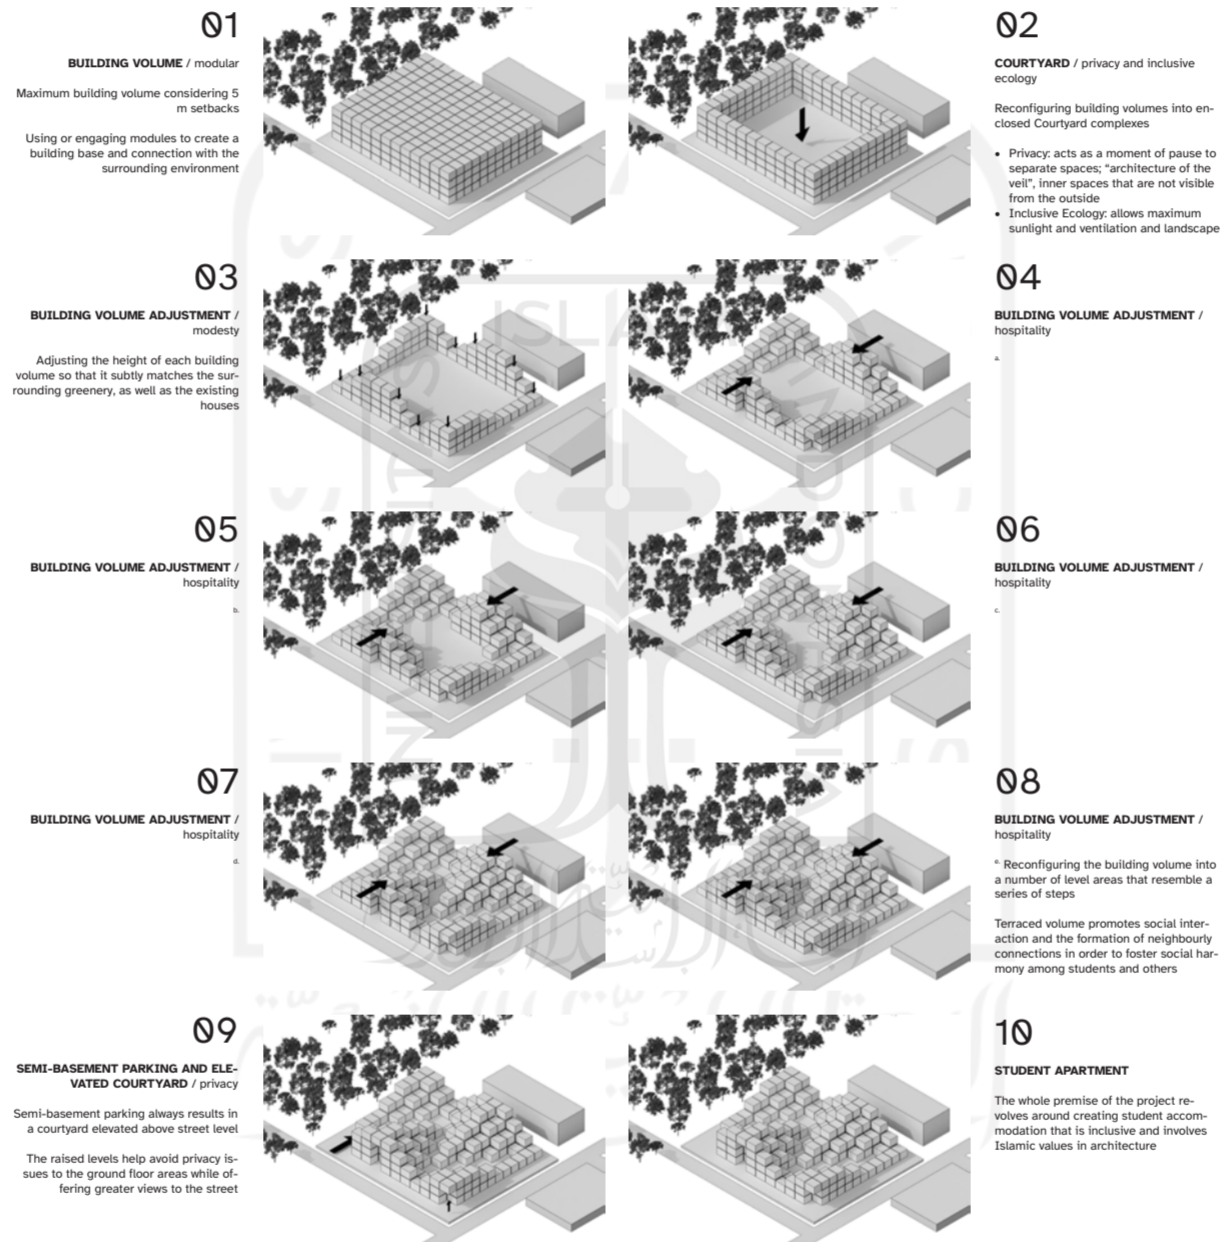 01
BUILDING VOLUME / modular
Maximum building volume considering 5
m setbacks
Using or engaging modules to create a
building base and connection with the
surrounding environment
02
COURTYARD / privacy and inclusive
ecology
Reconfiguring building volumes into en-
closed Courtyard complexes
• Privacy: acts as a moment of pause to
separate spaces; "architecture of the
veil", inner spaces that are not visible
from the outside
• Inclusive Ecology: allows maximum
sunlight and ventilation and landscape
03
BUILDING VOLUME ADJUSTMENT /
modesty
Adjusting the height of each building
volume so that it subtly matches the sur-
rounding greenery, as well as the existing
houses
04
BUILDING VOLUME ADJUSTMENT /
hospitality
a.
05
BUILDING VOLUME ADJUSTMENT /
hospitality
b.
06
BUILDING VOLUME ADJUSTMENT /
hospitality
c.
07
BUILDING VOLUME ADJUSTMENT /
hospitality
d.
08
BUILDING VOLUME ADJUSTMENT /
hospitality
e. Reconfiguring the building volume into
a number of level areas that resemble a
series of steps
Terraced volume promotes social inter-
action and the formation of neighbourly
connections in order to foster social har-
mony among students and others
09
SEMI-BASEMENT PARKING AND ELE-
VATED COURTYARD / privacy
Semi-basement parking always results in
a courtyard elevated above street level
The raised levels help avoid privacy is-
sues to the ground floor areas while of-
fering greater views to the street
10
STUDENT APARTMENT
The whole premise of the project re-
volves around creating student accom-
modation that is inclusive and involves
Islamic values in architecture